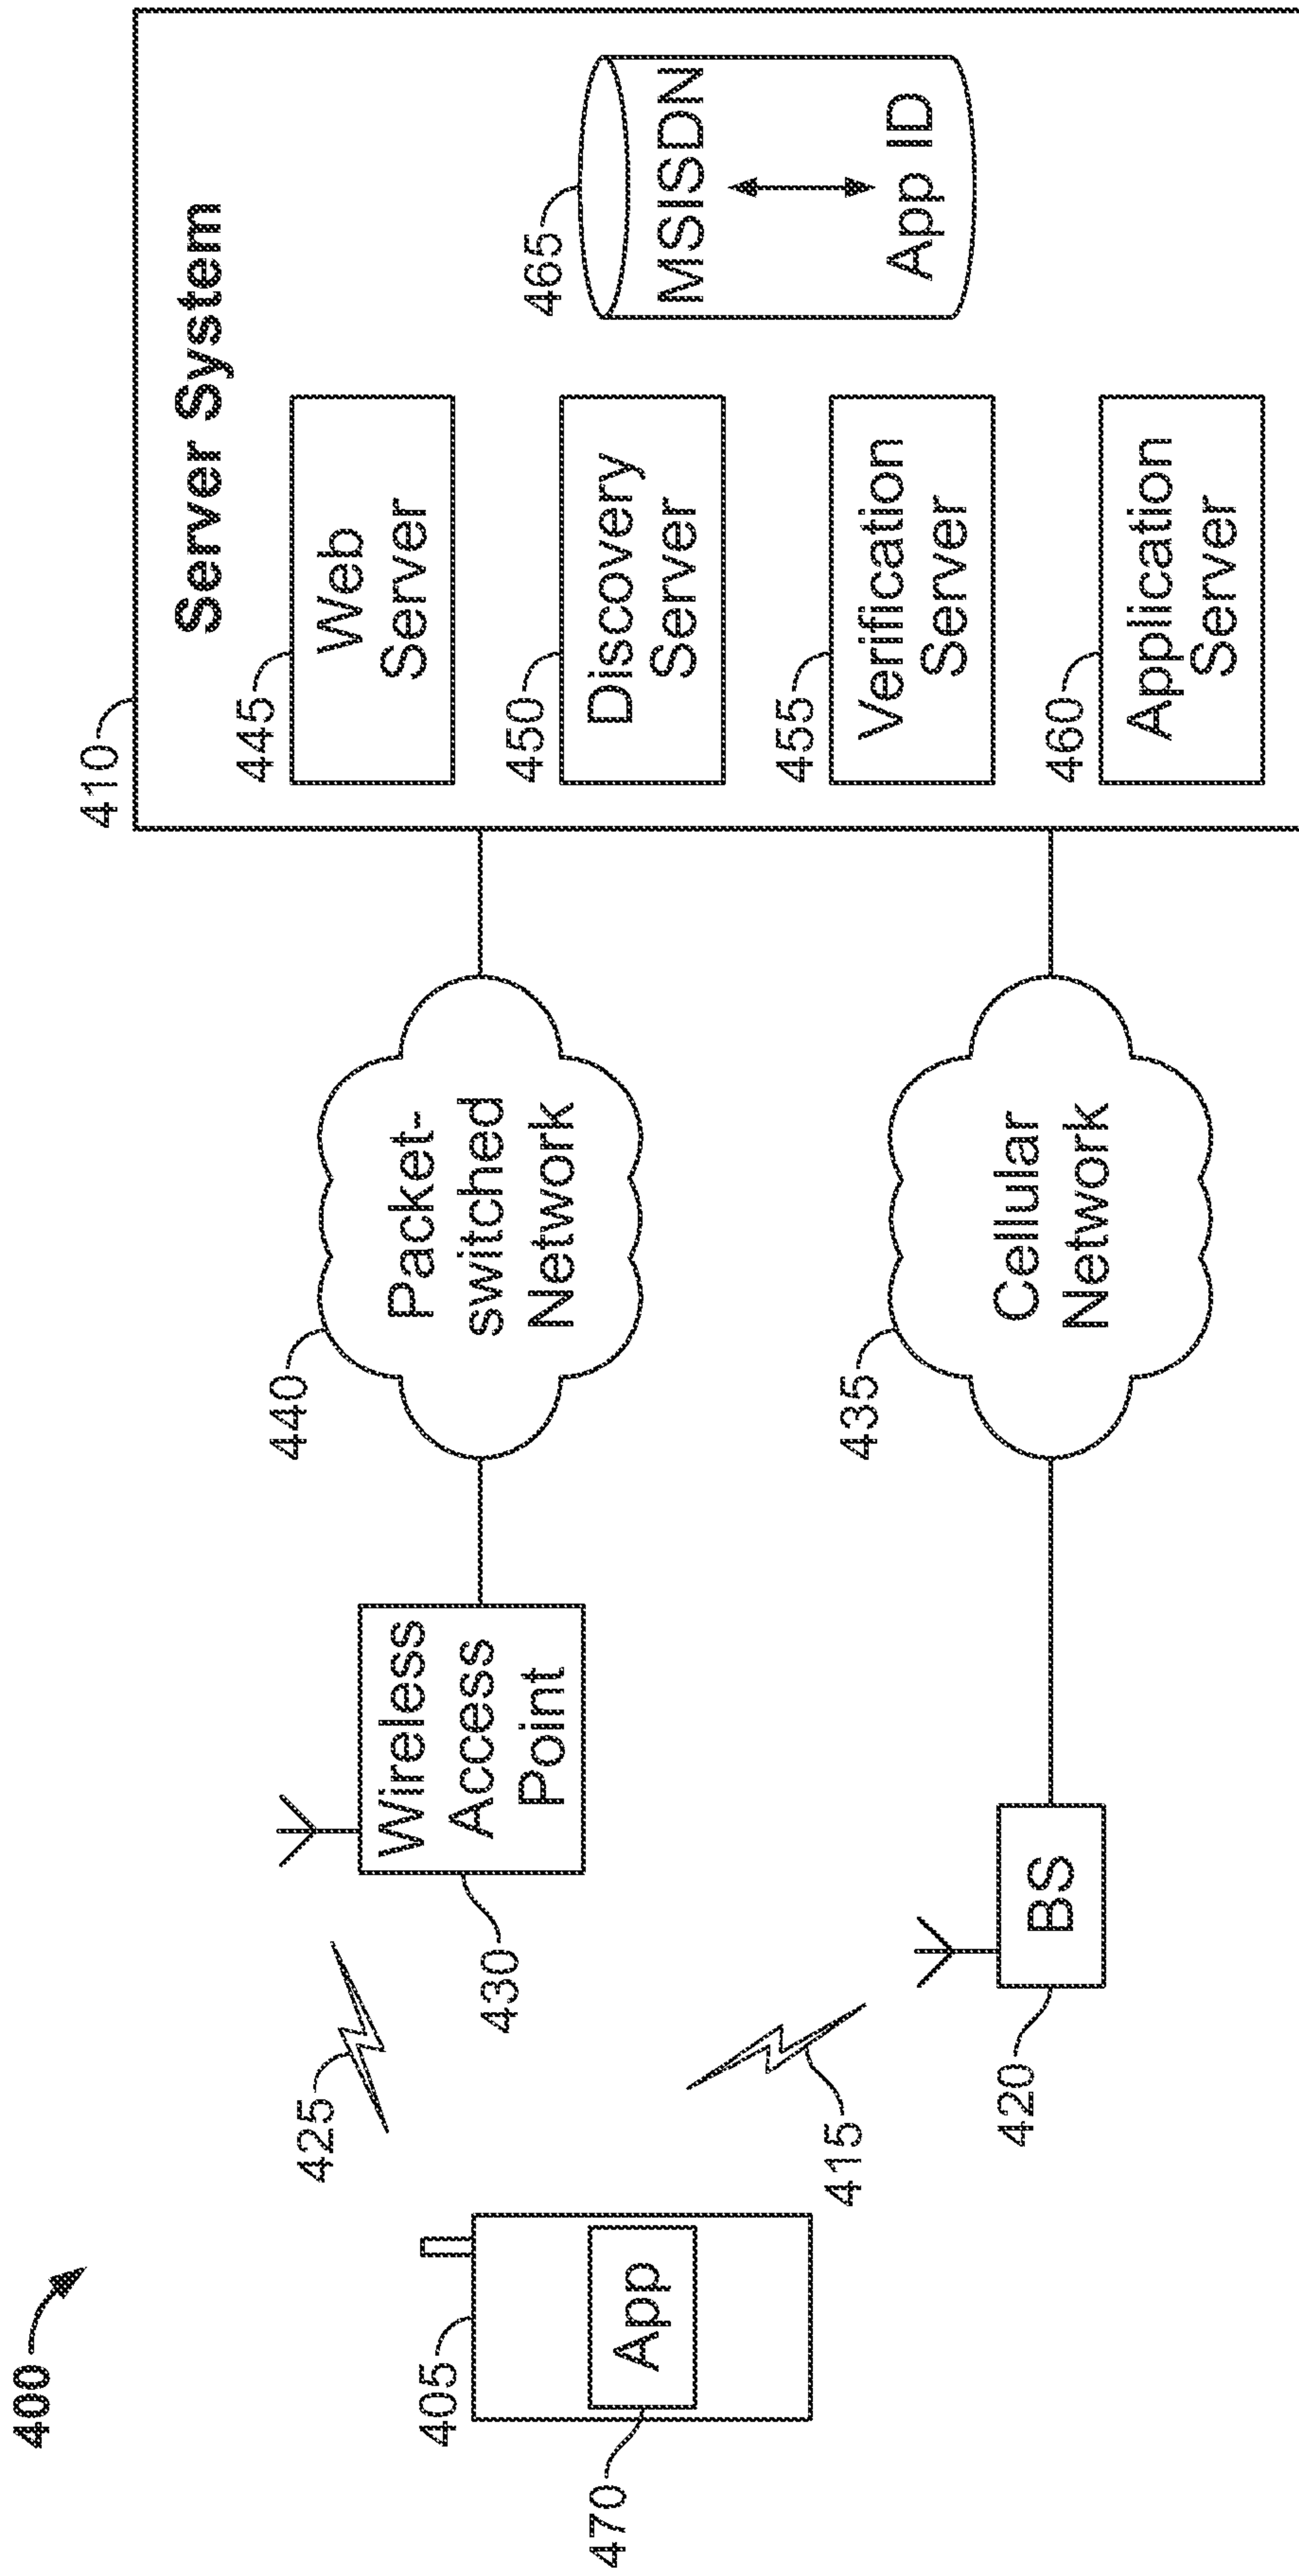 400
410
Server System
445
Web
Server
450
Discovery
Server
455
Verification
Server
460
Application
Server
465
MSISDN
App ID
440
Packet-
switched
Network
435
Cellular
Network
Wireless
Access
Point
430
BS
420
425
415
405
App
470